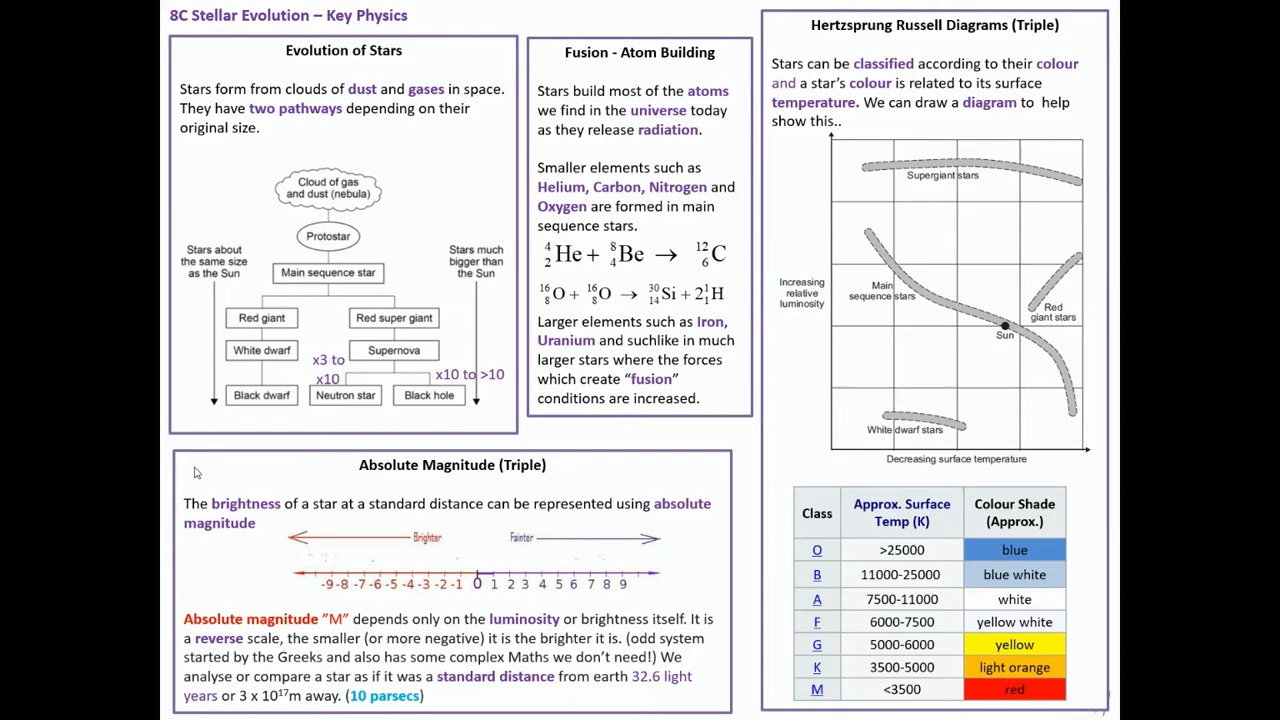 8C Stellar Evolution – Key Physics
Evolution of Stars
Stars form from clouds of dust and gases in space.
They have two pathways depending on their
original size.
Cloud of gas
and dust (nebula)
Protostar
Stars about
the same size
as the Sun
Stars much
bigger than
the Sun
Main sequence star
Red giant
Red super giant
White dwarf
Supernova
x3 to
x10
x10 to >10
Black dwarf
Neutron star
Black hole
Fusion - Atom Building
Stars build most of the atoms
we find in the universe today
as they release radiation.
Smaller elements such as
Helium, Carbon, Nitrogen and
Oxygen are formed in main
sequence stars.
⁴₂He + ⁸₄Be → ¹²₆C
¹⁶₈O + ¹⁶₈O → ³⁰₁₄Si + 2¹₁H
Larger elements such as Iron,
Uranium and suchlike in much
larger stars where the forces
which create “fusion”
conditions are increased.
Hertzsprung Russell Diagrams (Triple)
Stars can be classified according to their colour
and a star’s colour is related to its surface
temperature. We can draw a diagram to help
show this..
Supergiant stars
Increasing
relative
luminosity
Main
sequence stars
Red
giant stars
Sun
White dwarf stars
Decreasing surface temperature
Class Approx. Surface Temp (K) Colour Shade (Approx.)
O >25000 blue
B 11000-25000 blue white
A 7500-11000 white
F 6000-7500 yellow white
G 5000-6000 yellow
K 3500-5000 light orange
M <3500 red
Absolute Magnitude (Triple)
The brightness of a star at a standard distance can be represented using absolute
magnitude
Brighter Fainter
-9 -8 -7 -6 -5 -4 -3 -2 -1 0 1 2 3 4 5 6 7 8 9
Absolute magnitude ”M” depends only on the luminosity or brightness itself. It is
a reverse scale, the smaller (or more negative) it is the brighter it is. (odd system
started by the Greeks and also has some complex Maths we don’t need!) We
analyse or compare a star as if it was a standard distance from earth 32.6 light
years or 3 x 10¹⁷m away. (10 parsecs)